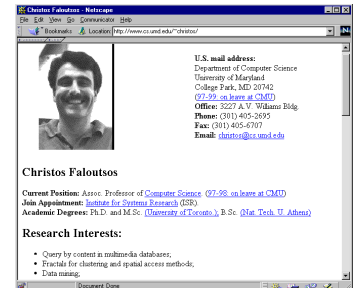 Christos Faloutsos - Netscape
File Edit View Go Communicator Help
Bookmarks Location: http://www.cs.umd.edu/~christos/
U.S. mail address:
Department of Computer Science
University of Maryland
College Park, MD 20742
(97-99: on leave at CMU)
Office: 3227 A.V. Williams Bldg.
Phone: (301) 405-2695
Fax: (301) 405-6707
Email: christos@cs.umd.edu
Christos Faloutsos
Current Position: Assoc. Professor of Computer Science. (97-98: on leave at CMU)
Join Appointment: Institute for Systems Research (ISR).
Academic Degrees: Ph.D. and M.Sc. (University of Toronto.); B.Sc. (Nat. Tech. U. Athens)
Research Interests:
• Query by content in multimedia databases;
• Fractals for clustering and spatial access methods;
• Data mining;
Document: Done